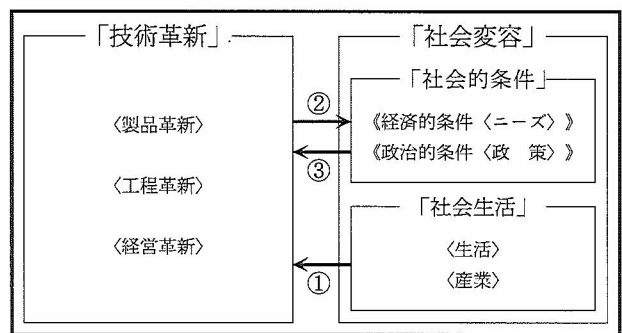 「技術革新」
〈製品革新〉
〈工程革新〉
〈経営革新〉
②
③
①
「社会変容」
「社会的条件」
《経済的条件〈ニーズ〉》
《政治的条件〈政　策〉》
「社会生活」
〈生活〉
〈産業〉